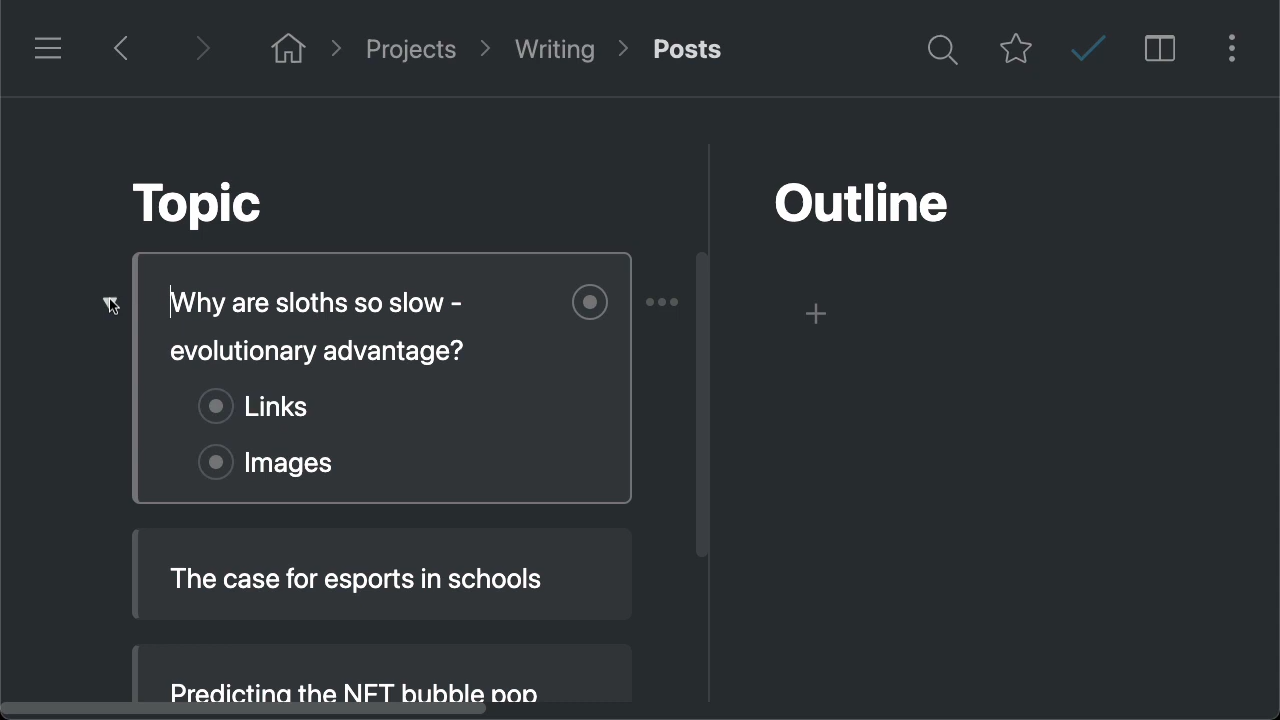 Projects > Writing > Posts
Topic
Why are sloths so slow -
evolutionary advantage?
Links
Images
The case for esports in schools
Predicting the NFT bubble pop
Outline